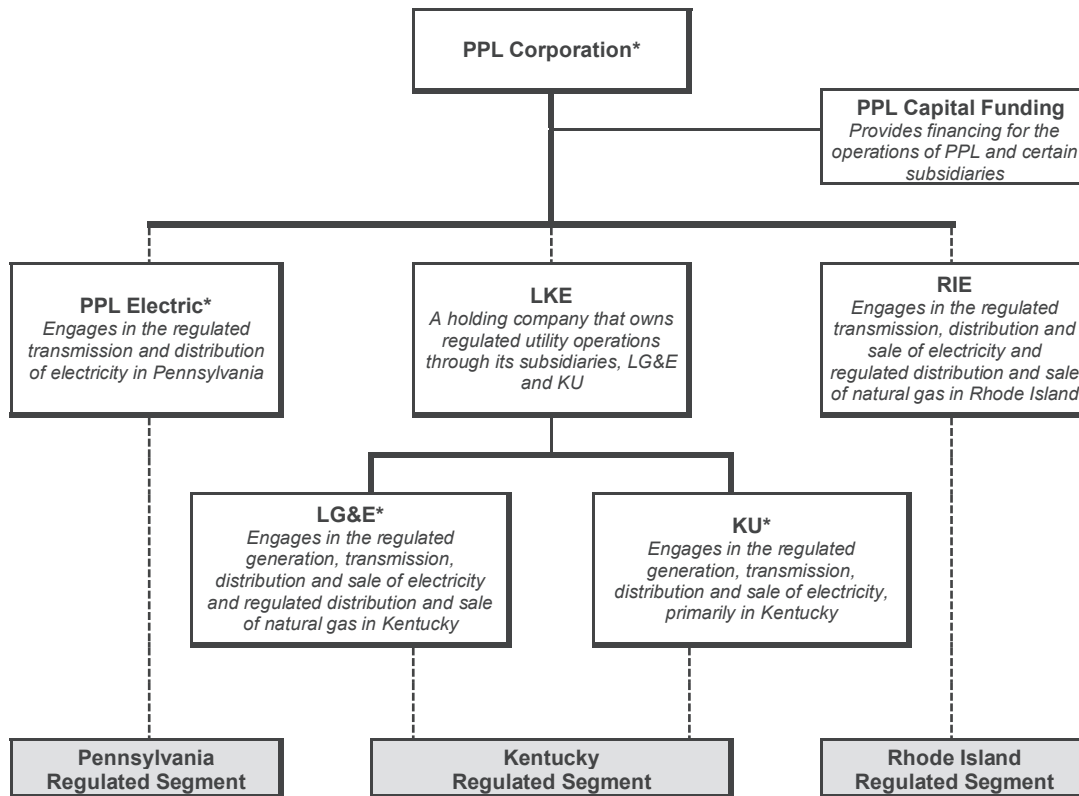 PPL Corporation*
PPL Capital Funding
Provides financing for the
operations of PPL and certain
subsidiaries
PPL Electric*
Engages in the regulated
transmission and distribution
of electricity in Pennsylvania
LKE
A holding company that owns
regulated utility operations
through its subsidiaries, LG&E
and KU
RIE
Engages in the regulated
transmission, distribution and
sale of electricity and
regulated distribution and sale
of natural gas in Rhode Island
LG&E*
Engages in the regulated
generation, transmission,
distribution and sale of electricity
and regulated distribution and sale
of natural gas in Kentucky
KU*
Engages in the regulated
generation, transmission,
distribution and sale of electricity,
primarily in Kentucky
Pennsylvania
Regulated Segment
Kentucky
Regulated Segment
Rhode Island
Regulated Segment